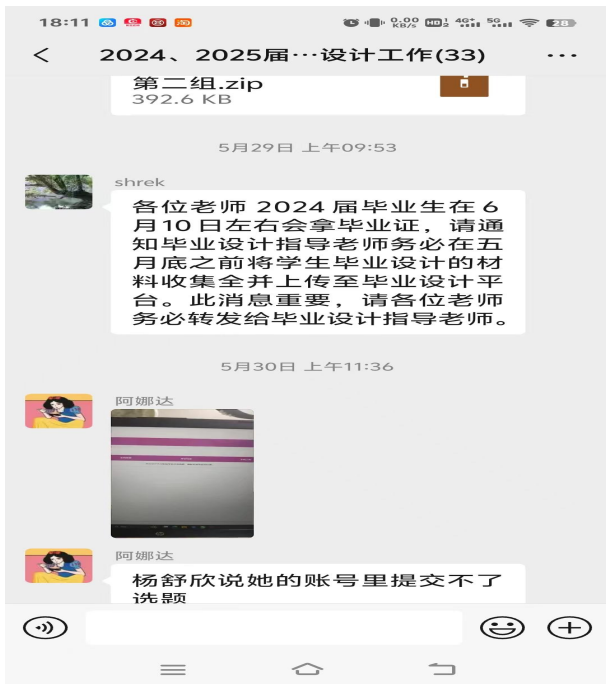 18:11
0.00 KB/s HD 4G+ 5G 28
2024、2025届…设计工作(33)
第二组.zip
392.6 KB
5月29日 上午09:53
shrek
各位老师 2024 届毕业生在 6
月10 日左右会拿毕业证，请通
知毕业设计指导老师务必在五
月底之前将学生毕业设计的材
料收集全并上传至毕业设计平
台。此消息重要，请各位老师
务必转发给毕业设计指导老师。
5月30日 上午11:36
阿娜达
阿娜达
杨舒欣说她的账号里提交不了
选题